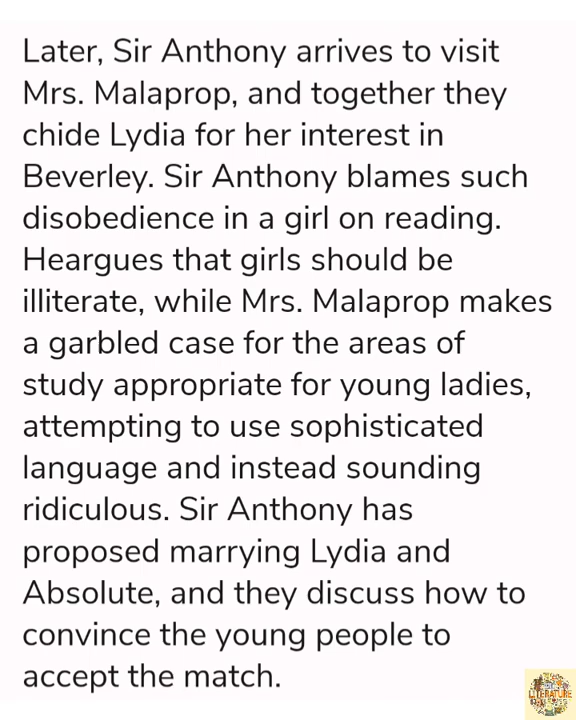 Later, Sir Anthony arrives to visit
Mrs. Malaprop, and together they
chide Lydia for her interest in
Beverley. Sir Anthony blames such
disobedience in a girl on reading.
Heargues that girls should be
illiterate, while Mrs. Malaprop makes
a garbled case for the areas of
study appropriate for young ladies,
attempting to use sophisticated
language and instead sounding
ridiculous. Sir Anthony has
proposed marrying Lydia and
Absolute, and they discuss how to
convince the young people to
accept the match.
LITERATURE